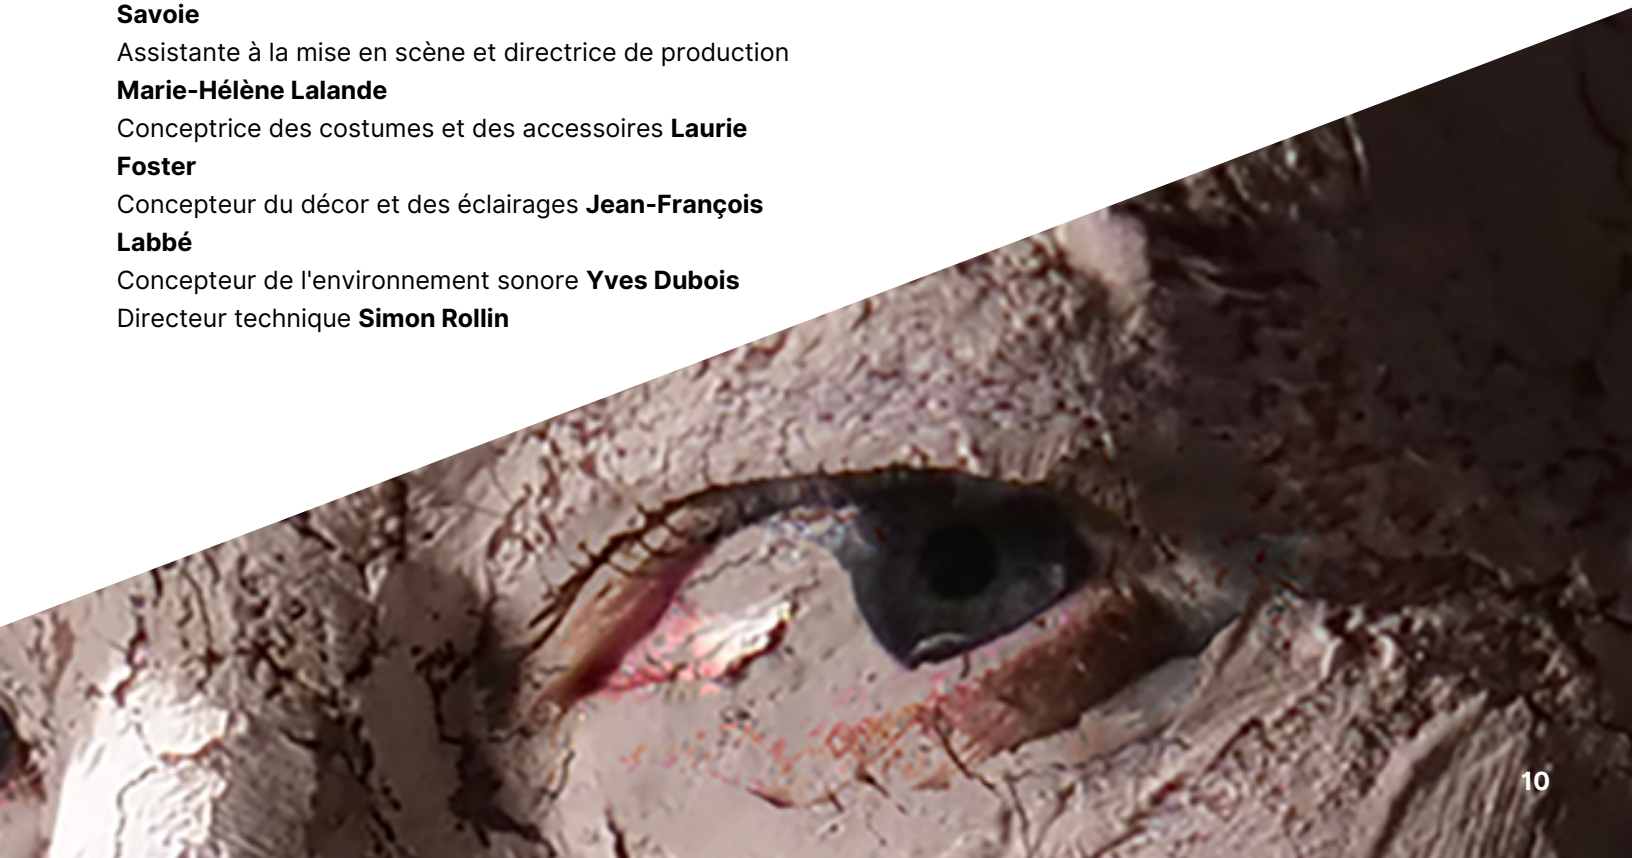 Savoie
Assistante à la mise en scène et directrice de production
Marie-Hélène Lalande
Conceptrice des costumes et des accessoires Laurie
Foster
Concepteur du décor et des éclairages Jean-François
Labbé
Concepteur de l'environnement sonore Yves Dubois
Directeur technique Simon Rollin
10